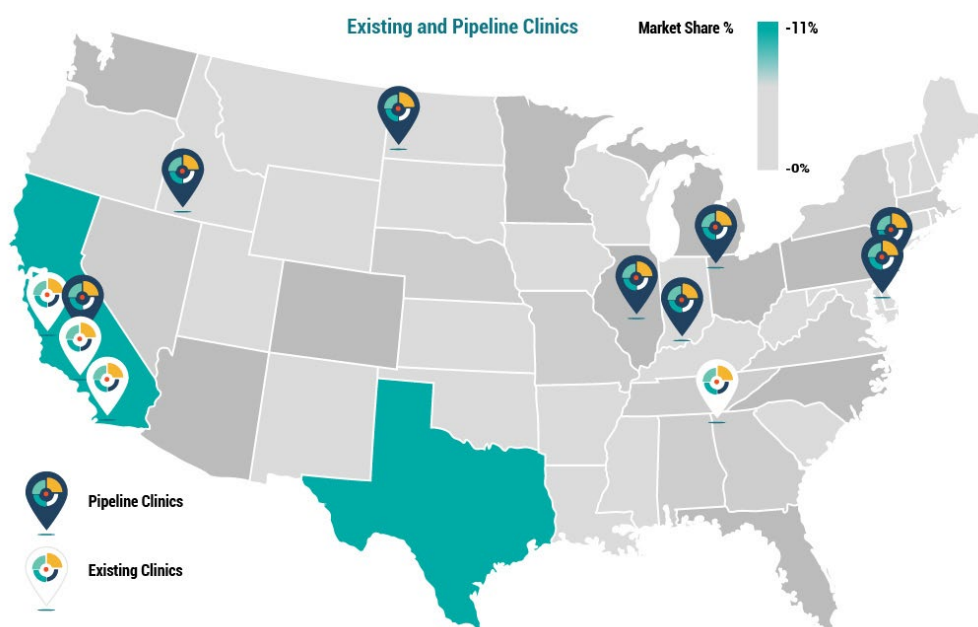 Existing and Pipeline Clinics
Market Share %
-11%
-0%
Pipeline Clinics
Existing Clinics